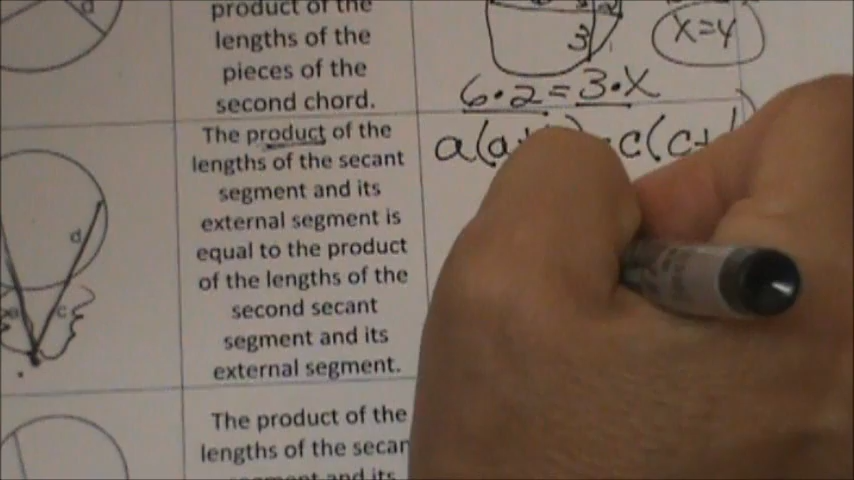 d
product of the
lengths of the
pieces of the
second chord.
3
x=4
6·2=3·x
The product of the
lengths of the secant
segment and its
external segment is
equal to the product
of the lengths of the
second secant
segment and its
external segment.
a(a+
c(c+
d
c
The product of the
lengths of the secan